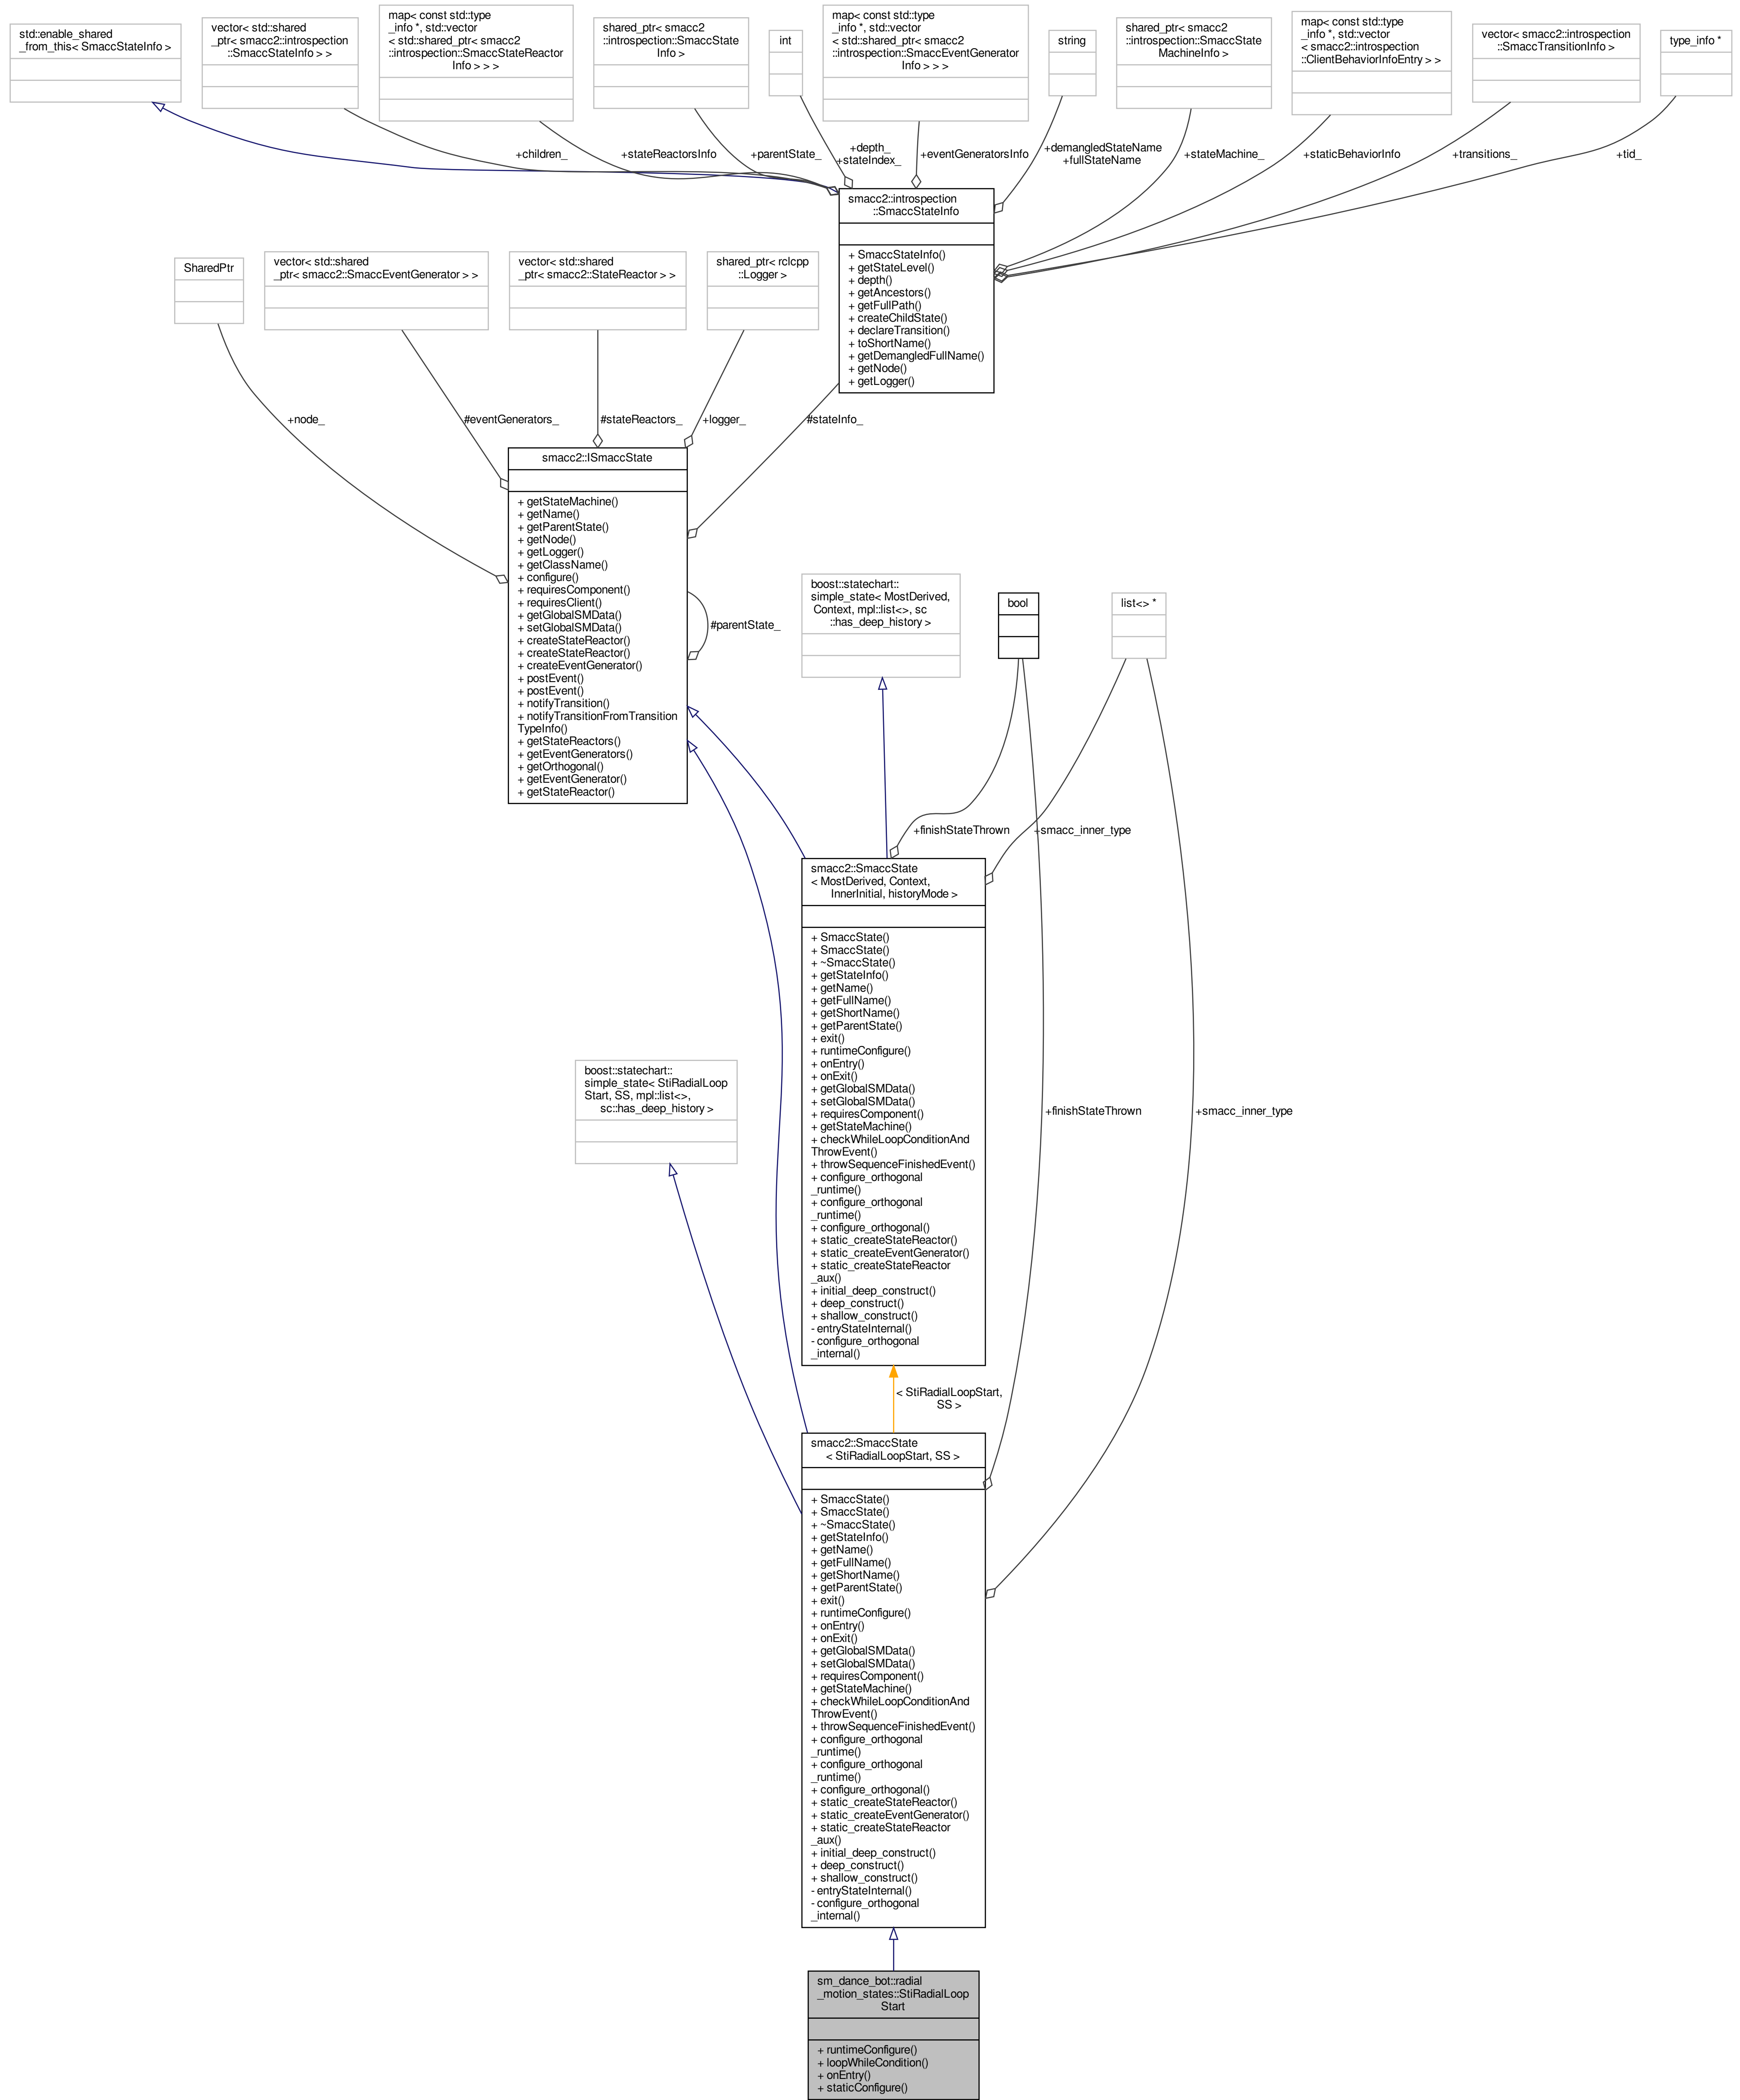 std::enable_shared
_from_this< SmaccStateInfo >
vector< std::shared
_ptr< smacc2::introspection
::SmaccStateInfo > >
map< const std::type
_info *, std::vector
< std::shared_ptr< smacc2
::introspection::SmaccStateReactor
Info > > >
shared_ptr< smacc2
::introspection::SmaccState
Info >
int
map< const std::type
_info *, std::vector
< std::shared_ptr< smacc2
::introspection::SmaccEventGenerator
Info > > >
string
shared_ptr< smacc2
::introspection::SmaccState
MachineInfo >
map< const std::type
_info *, std::vector
< smacc2::introspection
::ClientBehaviorInfoEntry > >
vector< smacc2::introspection
::SmaccTransitionInfo >
type_info *
+children_
+stateReactorsInfo
+parentState_
+depth_
+stateIndex_
+eventGeneratorsInfo
+demangledStateName
+fullStateName
+stateMachine_
+staticBehaviorInfo
+transitions_
+tid_
smacc2::introspection
::SmaccStateInfo
+ SmaccStateInfo()
+ getStateLevel()
+ depth()
+ getAncestors()
+ getFullPath()
+ createChildState()
+ declareTransition()
+ toShortName()
+ getDemangledFullName()
+ getNode()
+ getLogger()
SharedPtr
vector< std::shared
_ptr< smacc2::SmaccEventGenerator > >
vector< std::shared
_ptr< smacc2::StateReactor > >
shared_ptr< rclcpp
::Logger >
+node_
#eventGenerators_
#stateReactors_
+logger_
#stateInfo_
smacc2::ISmaccState
+ getStateMachine()
+ getName()
+ getParentState()
+ getNode()
+ getLogger()
+ getClassName()
+ configure()
+ requiresComponent()
+ requiresClient()
+ getGlobalSMData()
+ setGlobalSMData()
+ createStateReactor()
+ createStateReactor()
+ createEventGenerator()
+ postEvent()
+ postEvent()
+ notifyTransition()
+ notifyTransitionFromTransition
TypeInfo()
+ getStateReactors()
+ getEventGenerators()
+ getOrthogonal()
+ getEventGenerator()
+ getStateReactor()
#parentState_
boost::statechart::
simple_state< MostDerived,
Context, mpl::list<>, sc
::has_deep_history >
bool
list<> *
+finishStateThrown
+smacc_inner_type
smacc2::SmaccState
< MostDerived, Context,
InnerInitial, historyMode >
+ SmaccState()
+ SmaccState()
+ ~SmaccState()
+ getStateInfo()
+ getName()
+ getFullName()
+ getShortName()
+ getParentState()
+ exit()
+ runtimeConfigure()
+ onEntry()
+ onExit()
+ getGlobalSMData()
+ setGlobalSMData()
+ requiresComponent()
+ getStateMachine()
+ checkWhileLoopConditionAnd
ThrowEvent()
+ throwSequenceFinishedEvent()
+ configure_orthogonal
_runtime()
+ configure_orthogonal
_runtime()
+ configure_orthogonal()
+ static_createStateReactor()
+ static_createEventGenerator()
+ static_createStateReactor
_aux()
+ initial_deep_construct()
+ deep_construct()
+ shallow_construct()
- entryStateInternal()
- configure_orthogonal
_internal()
boost::statechart::
simple_state< StiRadialLoop
Start, SS, mpl::list<>,
sc::has_deep_history >
+finishStateThrown
+smacc_inner_type
< StiRadialLoopStart,
SS >
smacc2::SmaccState
< StiRadialLoopStart, SS >
+ SmaccState()
+ SmaccState()
+ ~SmaccState()
+ getStateInfo()
+ getName()
+ getFullName()
+ getShortName()
+ getParentState()
+ exit()
+ runtimeConfigure()
+ onEntry()
+ onExit()
+ getGlobalSMData()
+ setGlobalSMData()
+ requiresComponent()
+ getStateMachine()
+ checkWhileLoopConditionAnd
ThrowEvent()
+ throwSequenceFinishedEvent()
+ configure_orthogonal
_runtime()
+ configure_orthogonal
_runtime()
+ configure_orthogonal()
+ static_createStateReactor()
+ static_createEventGenerator()
+ static_createStateReactor
_aux()
+ initial_deep_construct()
+ deep_construct()
+ shallow_construct()
- entryStateInternal()
- configure_orthogonal
_internal()
sm_dance_bot::radial
_motion_states::StiRadialLoop
Start
+ runtimeConfigure()
+ loopWhileCondition()
+ onEntry()
+ staticConfigure()